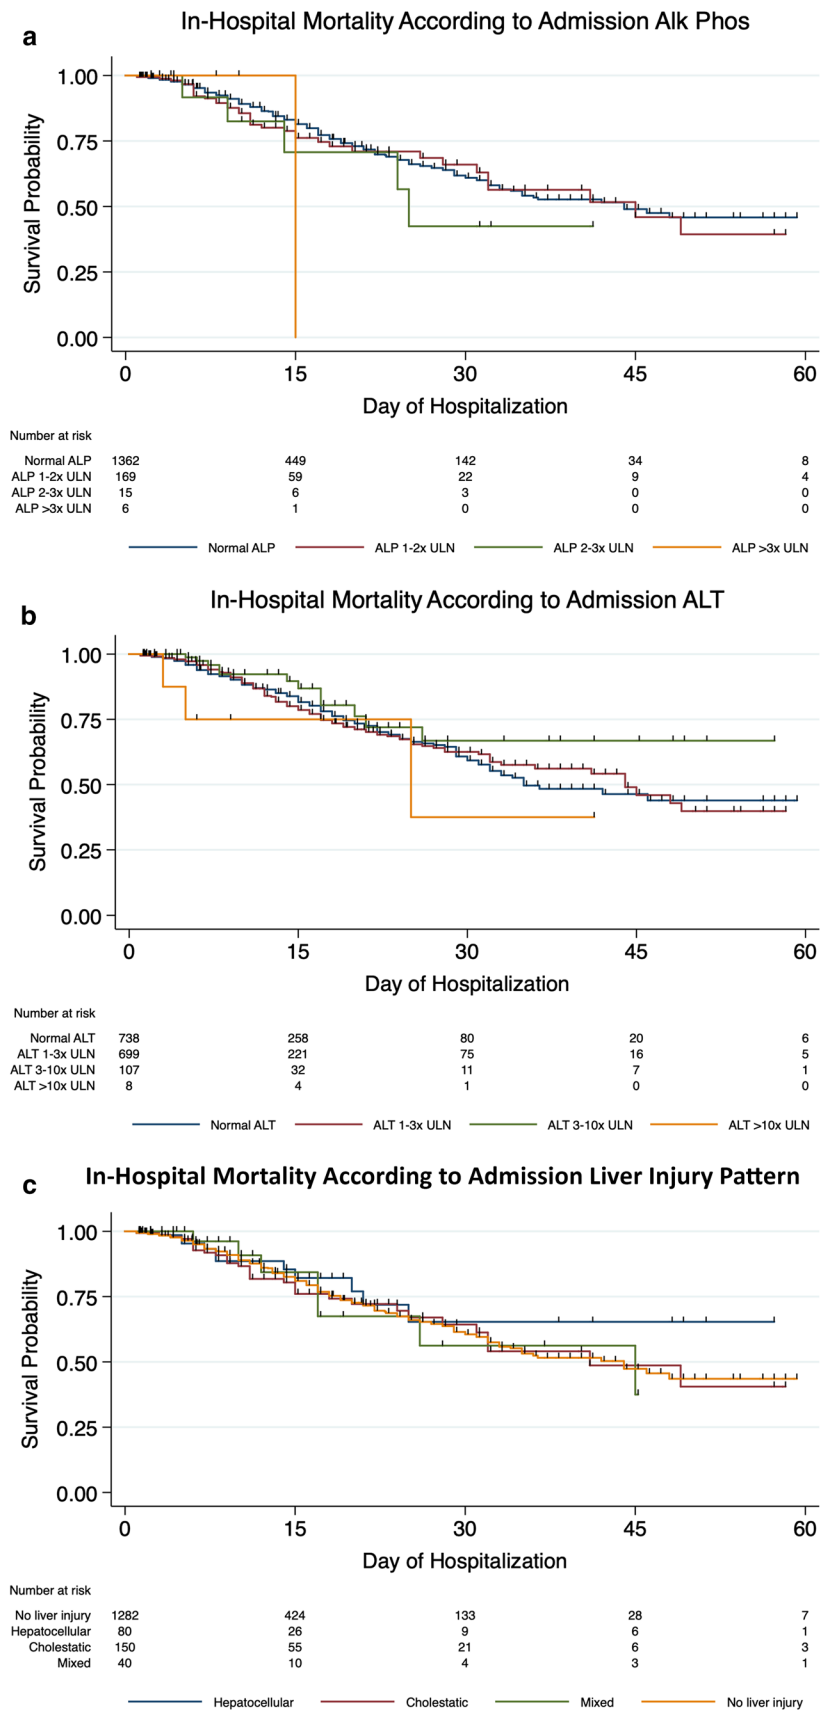 a
In-Hospital Mortality According to Admission Alk Phos
Survival Probability
1.00
0.75
0.50
0.25
0.00
0 15 30 45 60
Day of Hospitalization
Number at risk
Normal ALP 1362 449 142 34 8
ALP 1-2x ULN 169 59 22 9 4
ALP 2-3x ULN 15 6 3 0 0
ALP >3x ULN 6 1 0 0 0
Normal ALP ALP 1-2x ULN ALP 2-3x ULN ALP >3x ULN
b
In-Hospital Mortality According to Admission ALT
Survival Probability
1.00
0.75
0.50
0.25
0.00
0 15 30 45 60
Day of Hospitalization
Number at risk
Normal ALT 738 258 80 20 6
ALT 1-3x ULN 699 221 75 16 5
ALT 3-10x ULN 107 32 11 7 1
ALT >10x ULN 8 4 1 0 0
Normal ALT ALT 1-3x ULN ALT 3-10x ULN ALT >10x ULN
c
In-Hospital Mortality According to Admission Liver Injury Pattern
Survival Probability
1.00
0.75
0.50
0.25
0.00
0 15 30 45 60
Day of Hospitalization
Number at risk
No liver injury 1282 424 133 28 7
Hepatocellular 80 26 9 6 1
Cholestatic 150 55 21 6 3
Mixed 40 10 4 3 1
Hepatocellular Cholestatic Mixed No liver injury